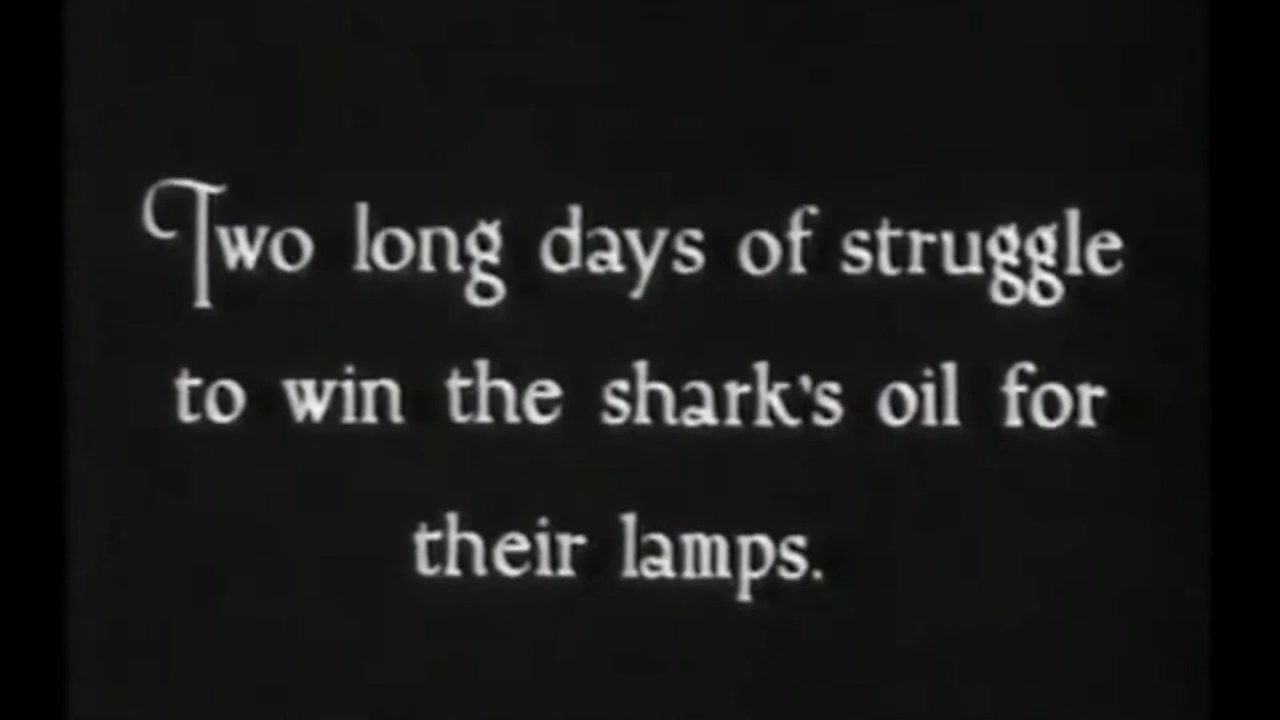 Two long days of struggle
to win the shark's oil for
their lamps.